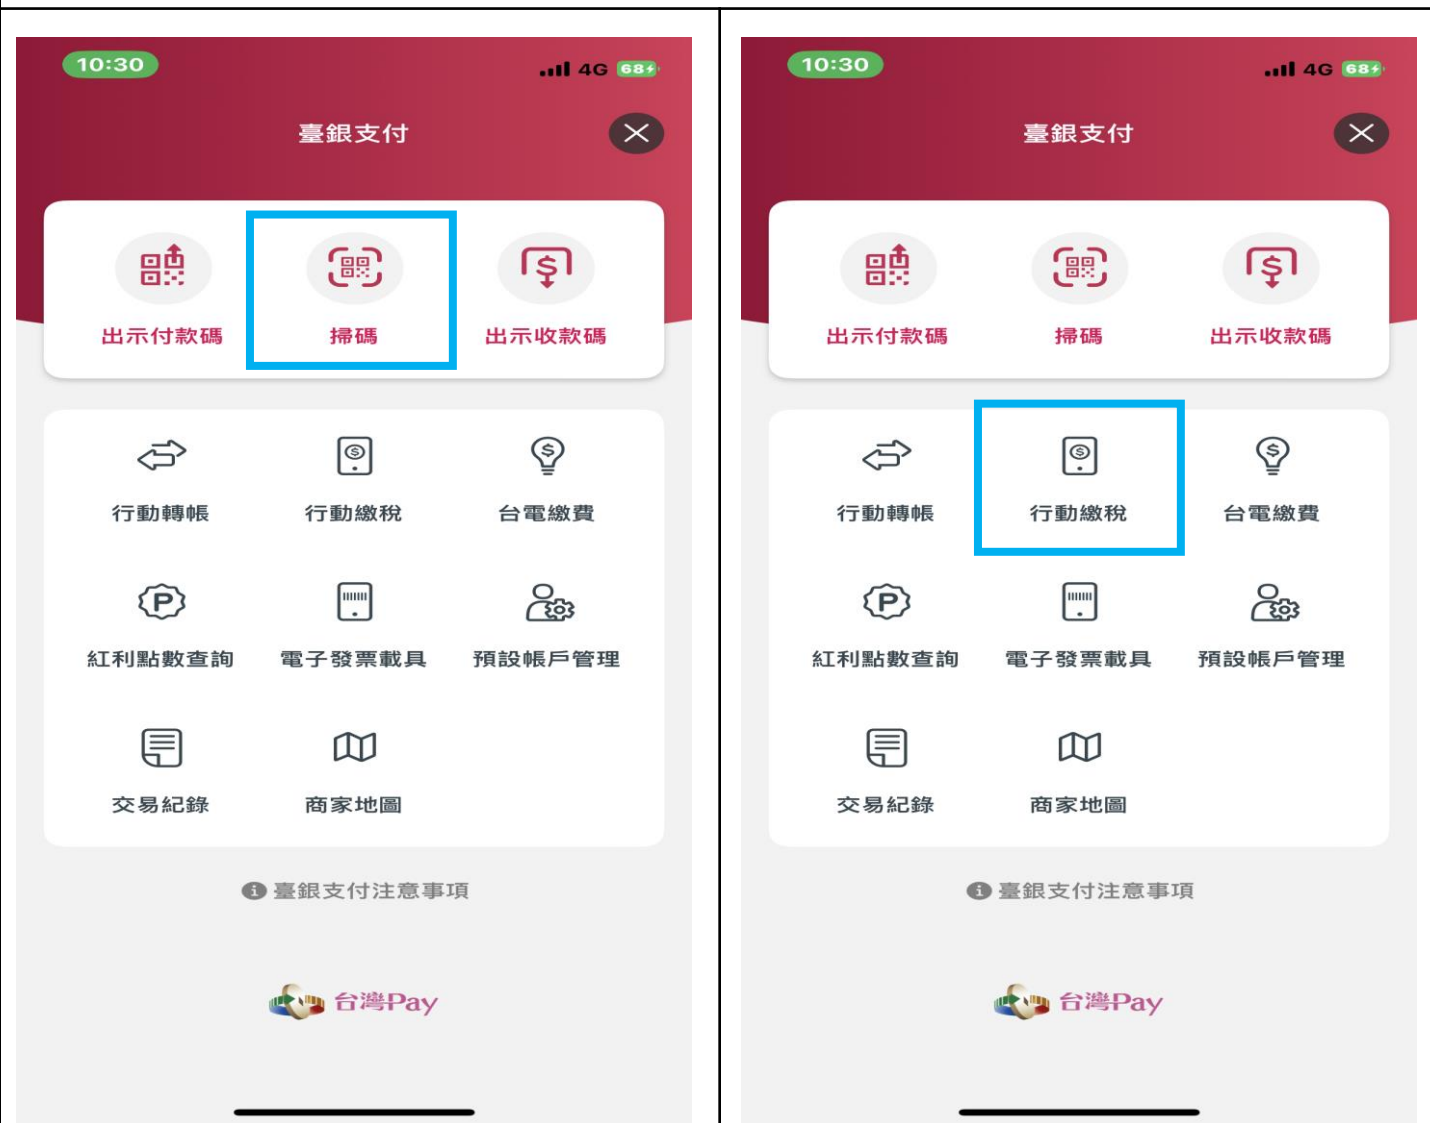 10:30
4G 68
臺銀支付
出示付款碼 掃碼 出示收款碼
行動轉帳 行動繳稅 台電繳費
P
紅利點數查詢 電子發票載具 預設帳戶管理
交易紀錄 商家地圖
臺銀支付注意事項
台灣Pay
10:30
4G 68
臺銀支付
出示付款碼 掃碼 出示收款碼
行動轉帳 行動繳稅 台電繳費
P
紅利點數查詢 電子發票載具 預設帳戶管理
交易紀錄 商家地圖
臺銀支付注意事項
台灣Pay